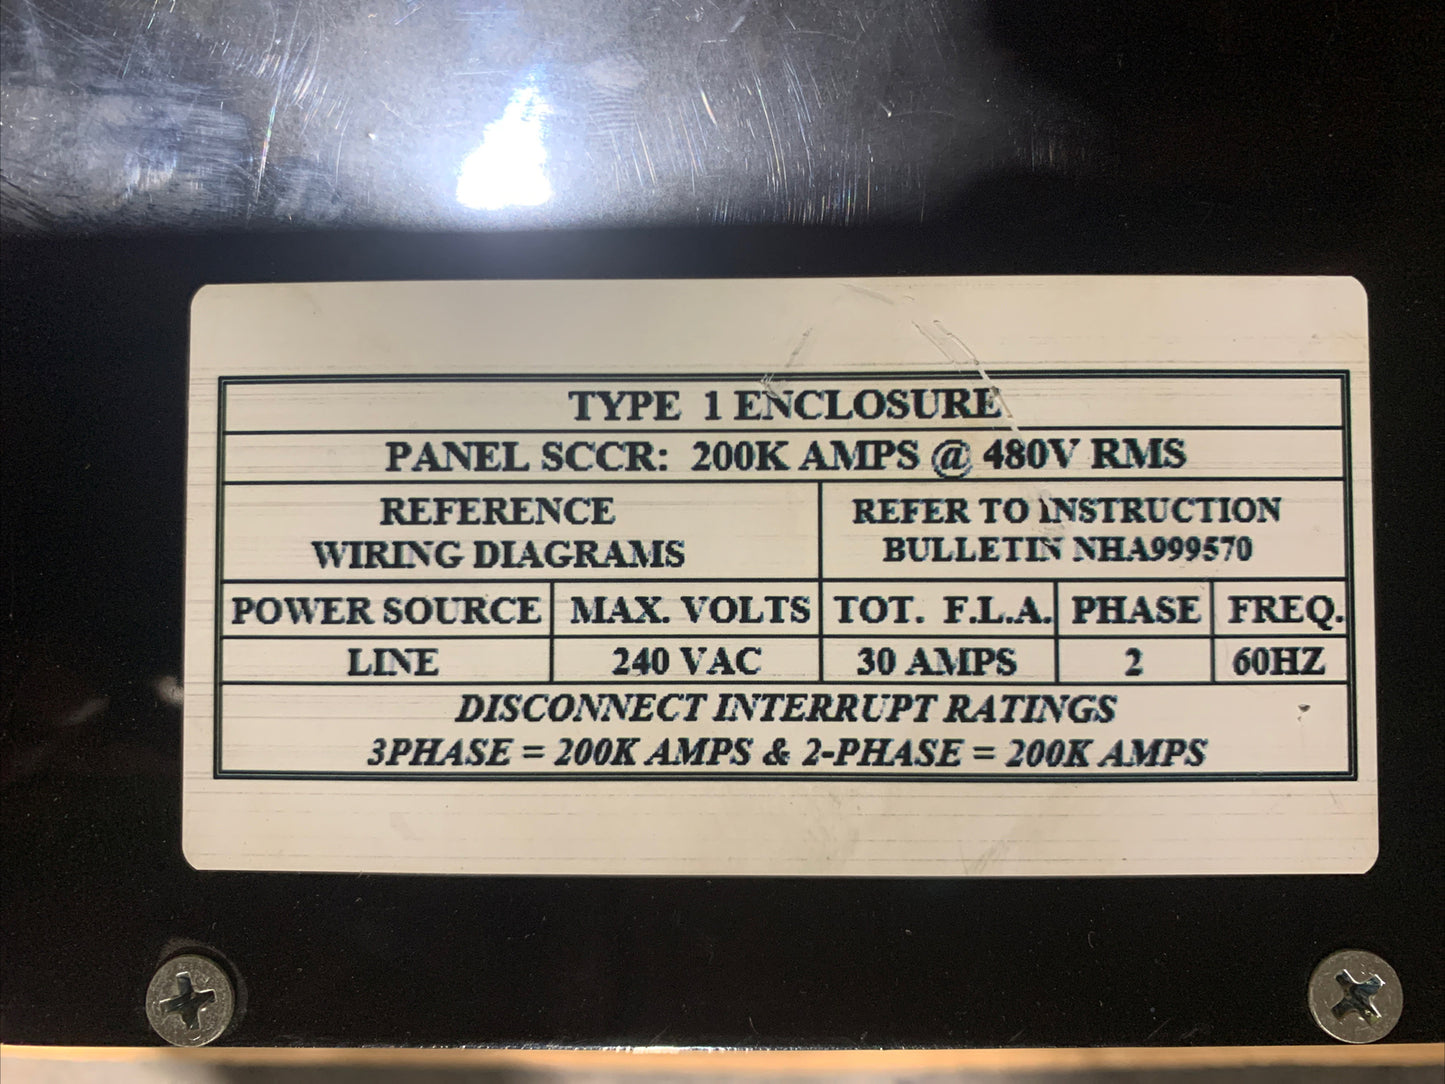 TYPE 1 ENCLOSURE
PANEL SCCR: 200K AMPS @ 480V RMS
REFERENCE
WIRING DIAGRAMS
REFER TO INSTRUCTION
BULLETIN NHA999570
POWER SOURCE MAX. VOLTS TOT. F.L.A. PHASE FREQ.
LINE 240 VAC 30 AMPS 2 60HZ
DISCONNECT INTERRUPT RATINGS
3PHASE = 200K AMPS & 2-PHASE = 200K AMPS